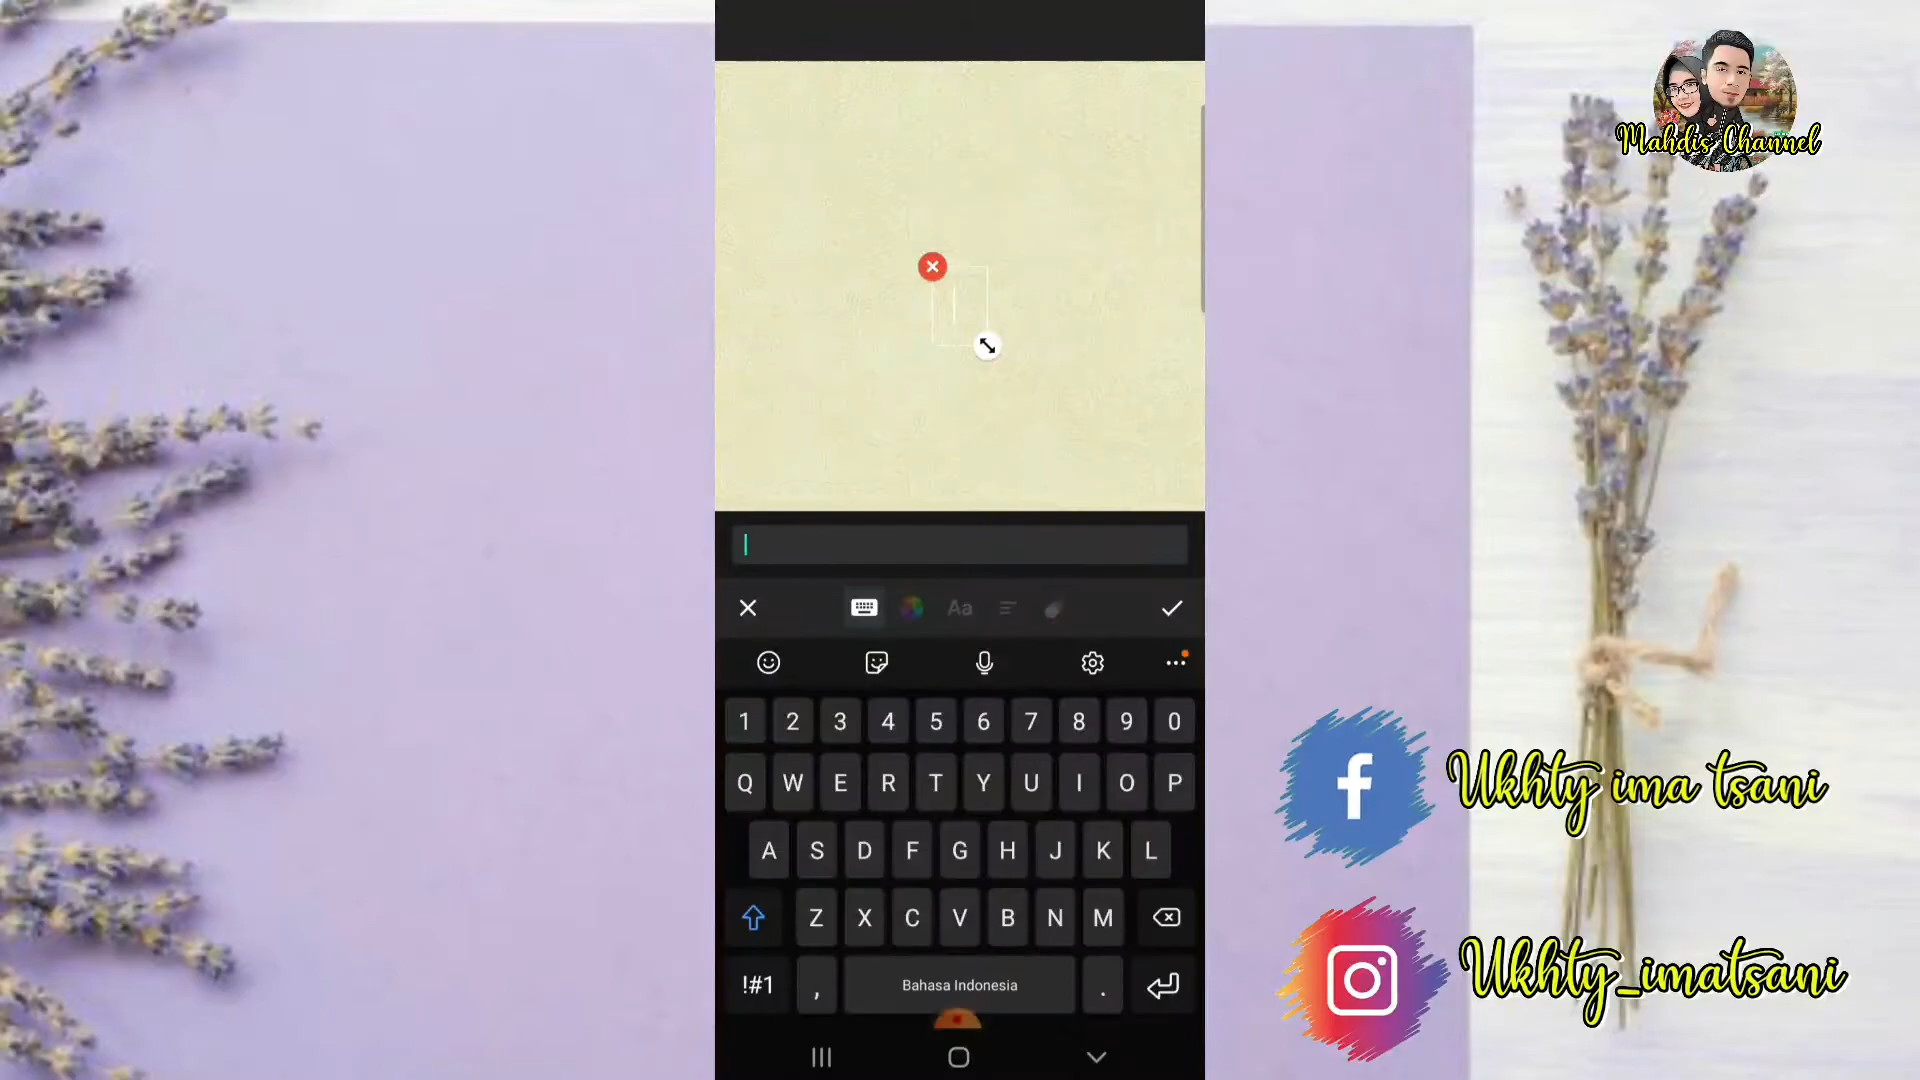 Mahdis Channel
Aa
1 2 3 4 5 6 7 8 9 0
Q W E R T Y U I O P
A S D F G H J K L
Z X C V B N M
!#1 , Bahasa Indonesia .
f Ukhty ima tsani
Ukhty_imatsani